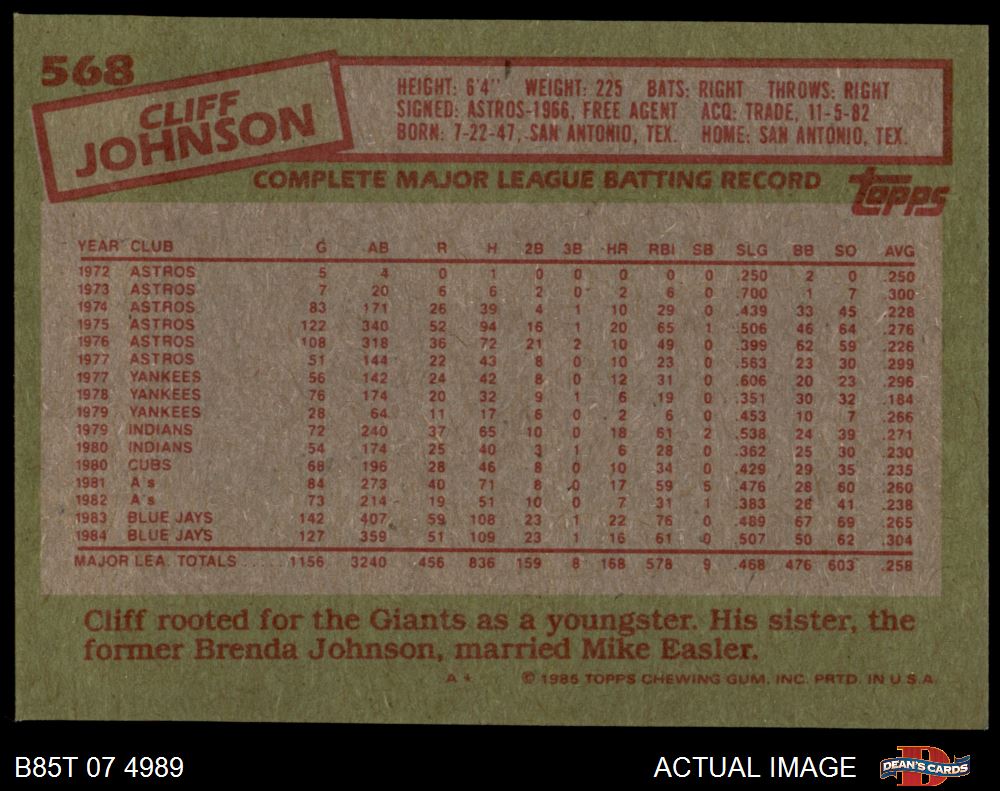 568
CLIFF
JOHNSON
HEIGHT: 6'4" WEIGHT: 225 BATS: RIGHT THROWS: RIGHT
SIGNED: ASTROS-1966, FREE AGENT ACQ: TRADE, 11-5-82
BORN: 7-22-47, SAN ANTONIO, TEX. HOME: SAN ANTONIO, TEX.
COMPLETE MAJOR LEAGUE BATTING RECORD
topps
YEAR CLUB G AB R H 2B 3B HR RBI SB SLG BB SO AVG
1972 ASTROS 5 4 0 1 0 0 0 0 0 .250 2 0 .250
1973 ASTROS 7 20 6 6 2 0 2 6 0 .700 1 7 .300
1974 ASTROS 83 171 26 39 4 1 10 29 0 .439 33 45 .228
1975 ASTROS 122 340 52 94 16 1 20 65 1 .506 46 64 .276
1976 ASTROS 108 318 36 72 21 2 10 49 0 .399 62 59 .226
1977 ASTROS 51 144 22 43 8 0 10 23 0 .563 23 30 .299
1977 YANKEES 56 142 24 42 8 0 12 31 0 .606 20 23 .296
1978 YANKEES 76 174 20 32 9 1 6 19 0 .351 30 32 .184
1979 YANKEES 28 64 11 17 6 0 2 6 0 .453 10 7 .266
1979 INDIANS 72 240 37 65 10 0 18 61 2 .538 24 39 .271
1980 INDIANS 54 174 25 40 3 1 6 28 0 .362 25 30 .230
1980 CUBS 68 196 28 46 8 0 10 34 0 .429 29 35 .235
1981 A's 84 273 40 71 8 0 17 59 5 .476 28 60 .260
1982 A's 73 214 19 51 10 0 7 31 1 .383 26 41 .238
1983 BLUE JAYS 142 407 59 108 23 1 22 76 0 .489 67 69 .265
1984 BLUE JAYS 127 359 51 109 23 1 16 61 0 .507 50 62 .304
MAJOR LEA. TOTALS ..... 1156 3240 456 836 159 8 168 578 9 .468 476 603 .258
Cliff rooted for the Giants as a youngster. His sister, the
former Brenda Johnson, married Mike Easler.
A * © 1985 TOPPS CHEWING GUM, INC. PRTD. IN U.S.A.
B85T 07 4989 ACTUAL IMAGE DEAN'S CARDS